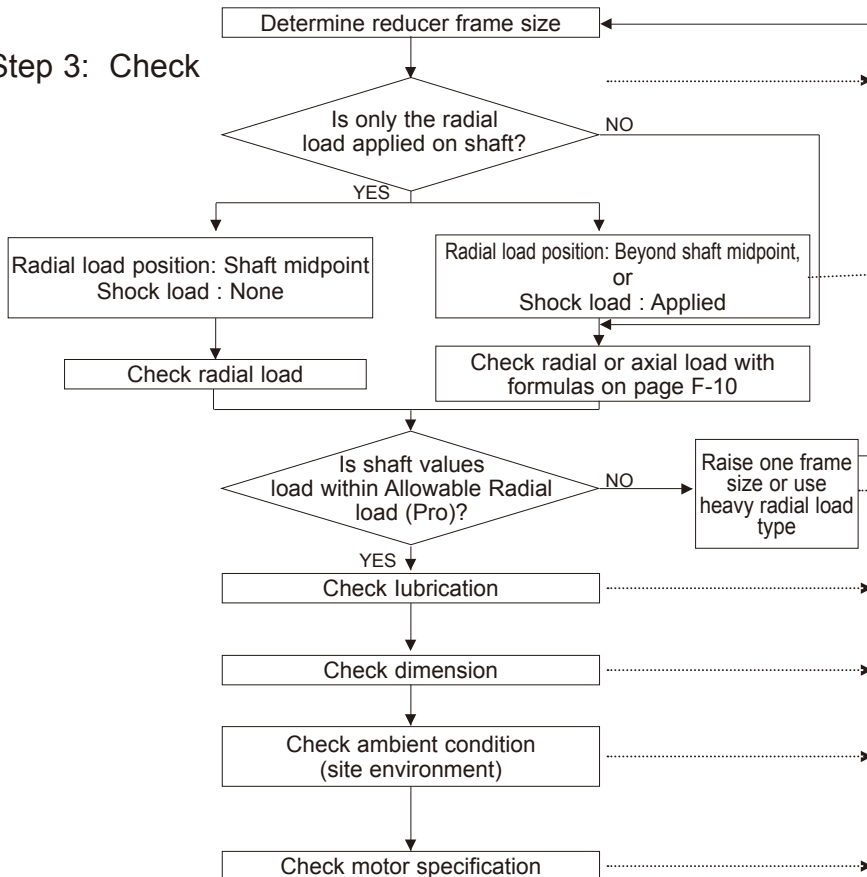 Determine reducer frame size
Step 3: Check
Is only the radial
load applied on shaft?
NO
YES
Radial load position: Shaft midpoint
Shock load : None
Radial load position: Beyond shaft midpoint,
or
Shock load : Applied
Check radial load
Check radial or axial load with
formulas on page F-10
Is shaft values
load within Allowable Radial
load (Pro)?
NO
Raise one frame
size or use
heavy radial load
type
YES
Check lubrication
Check dimension
Check ambient condition
(site environment)
Check motor specification